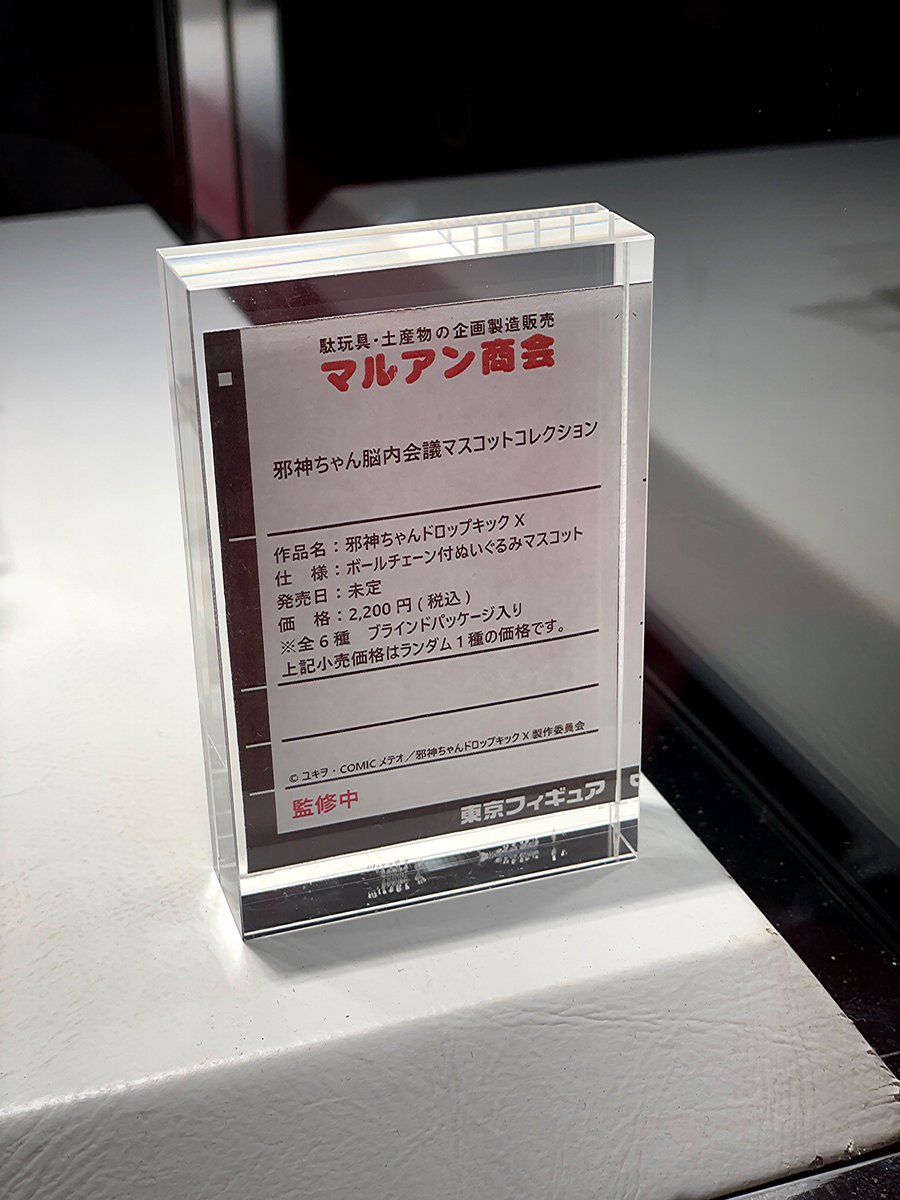 駄玩具・土産物の企画製造販売
マルアン商会
邪神ちゃん脳内会議マスコットコレクション
作品名：邪神ちゃんドロップキックX
仕　様：ボールチェーン付ぬいぐるみマスコット
発売日：未定
価　格：2,200円(税込)
※全6種　ブラインドパッケージ入り
上記小売価格はランダム1種の価格です。
© ユキヲ・COMIC メテオ／邪神ちゃんドロップキックX製作委員会
監修中
東京フィギュア